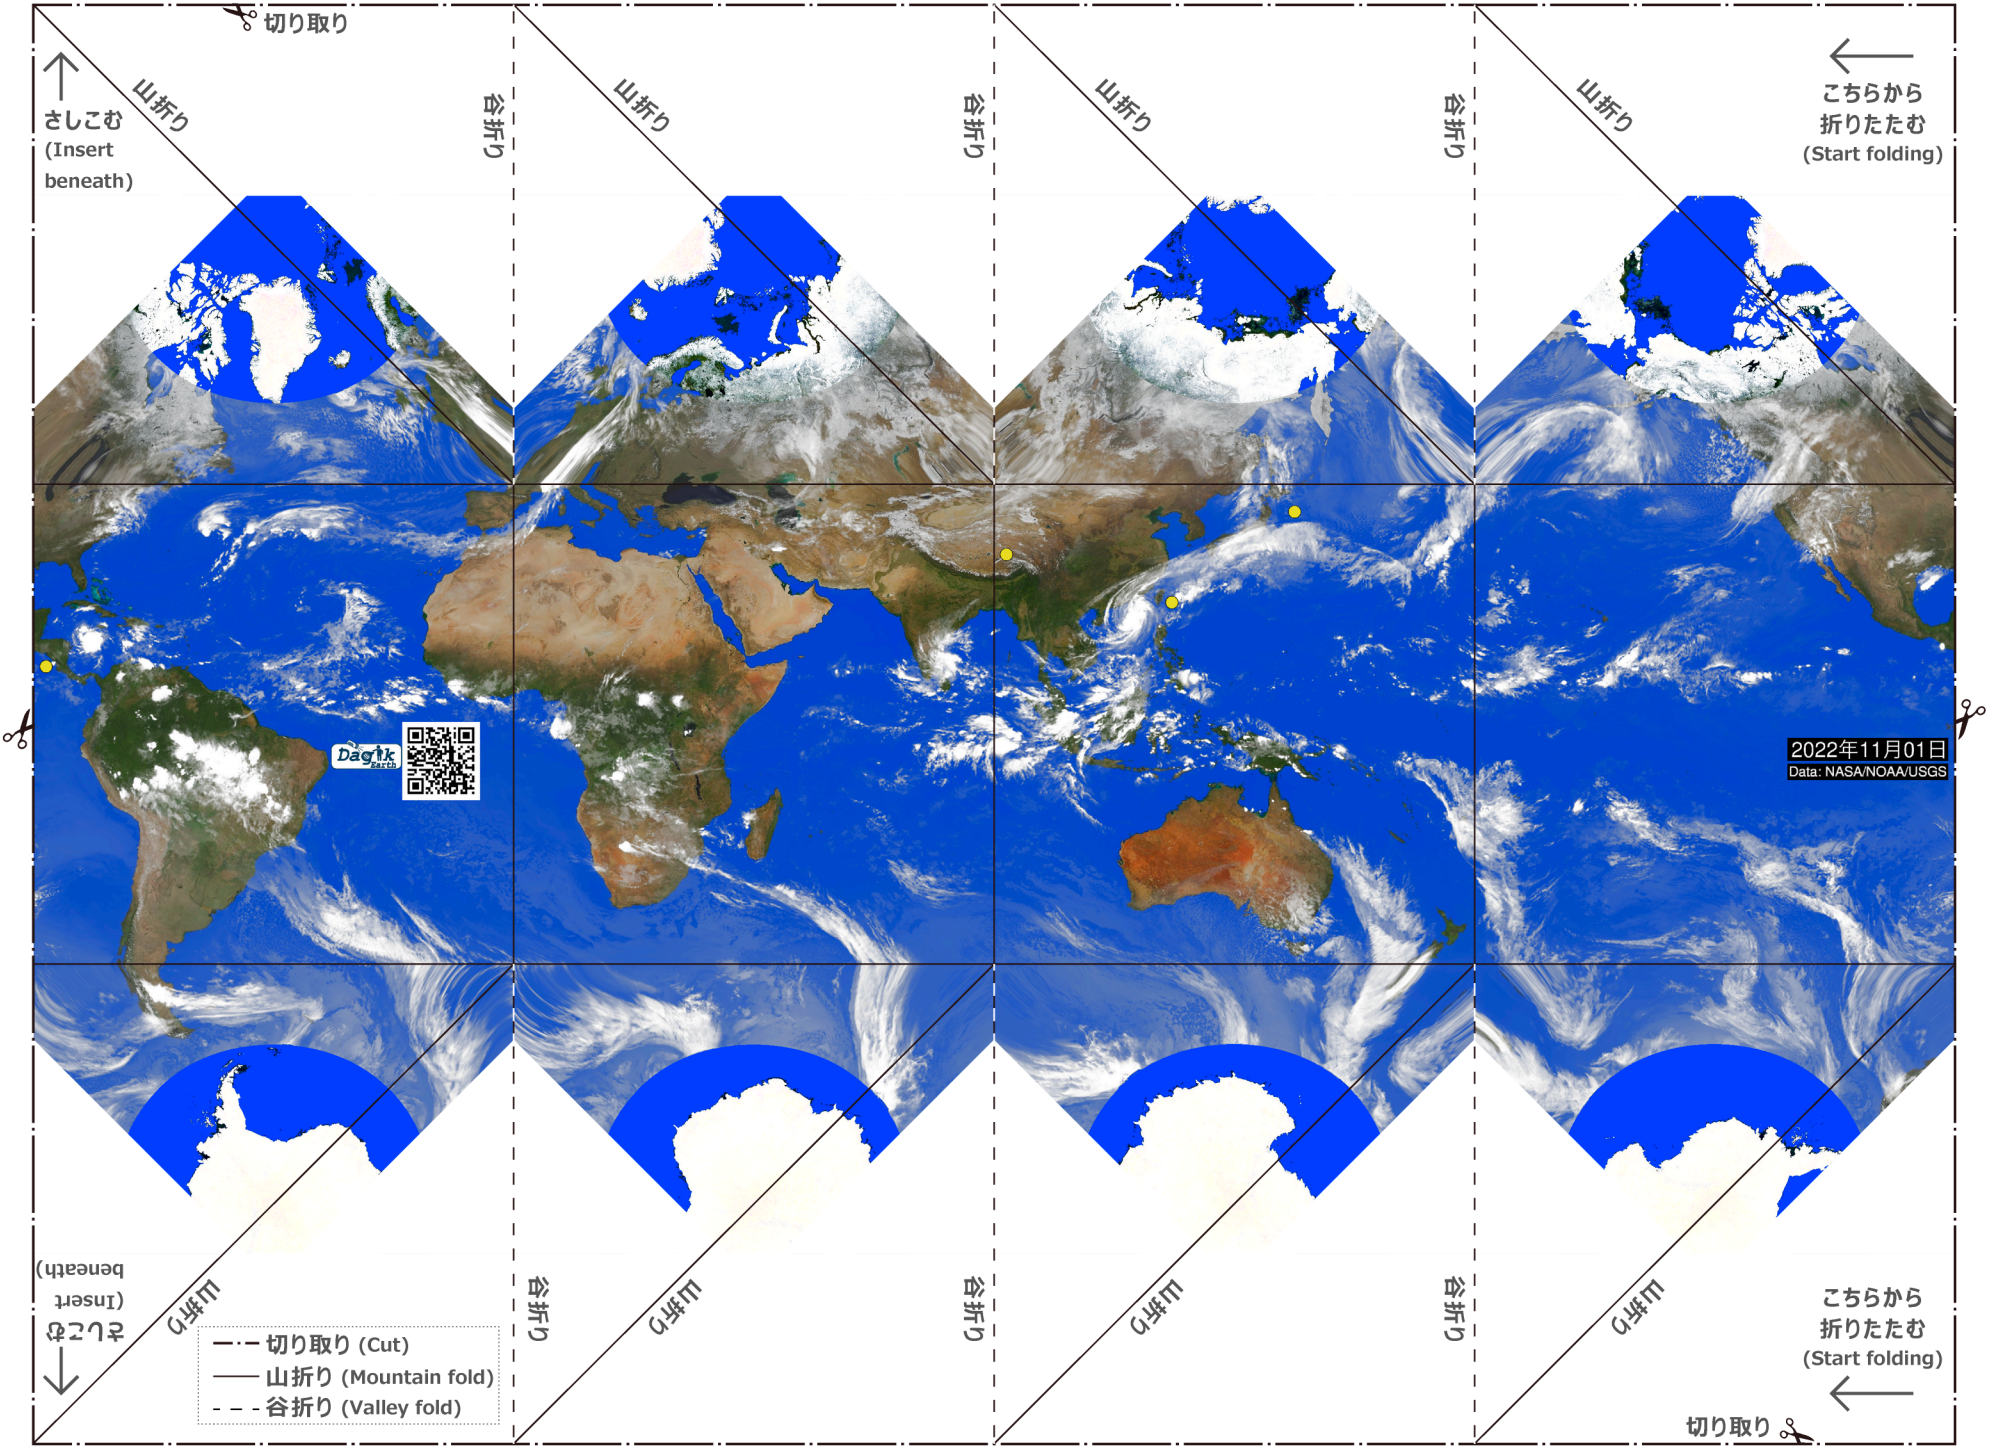 切り取り
さしこむ
(Insert
beneath)
山折り
谷折り
山折り
谷折り
山折り
谷折り
山折り
こちらから
折りたたむ
(Start folding)
Dagik
Earth
2022年11月01日
Data: NASA/NOAA/USGS
さしこむ
(Insert
beneath)
山折り
谷折り
山折り
谷折り
山折り
谷折り
山折り
こちらから
折りたたむ
(Start folding)
切り取り (Cut)
山折り (Mountain fold)
谷折り (Valley fold)
切り取り